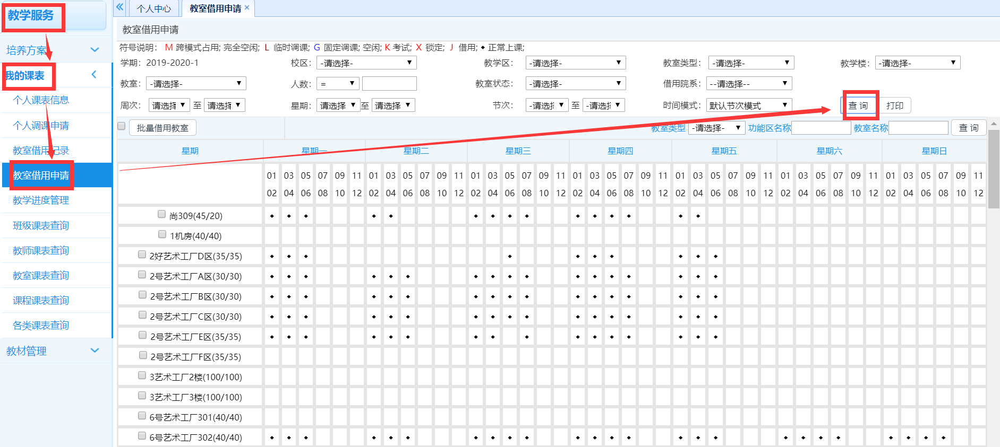 教学服务
培养方案
我的课表
个人课表信息
个人调课申请
教室借用记录
教室借用申请
教学进度管理
班级课表查询
教师课表查询
教室课表查询
课程课表查询
各类课表查询
教材管理
个人中心 教室借用申请
教室借用申请
符号说明: M 跨模式占用; 完全空闲; L 临时调课; G 固定调课; 空闲; K 考试; X 锁定; J 借用; ◆ 正常上课;
学期: 2019-2020-1 校区: -请选择- 教学区: -请选择- 教室类型: -请选择- 教学楼: -请选择-
教室: -请选择- 人数: = 教室状态: -请选择- 借用院系: --请选择--
周次: 请选择 至 请选择 星期: 请选择 至 请选择 节次: -请选择 至 -请选择 时间模式: 默认节次模式 查 询 打印
批量借用教室 教室类型 -请选择- 功能区名称 教室名称 查 询
星期 星期一 星期二 星期三 星期四 星期五 星期六 星期日
01 03 05 07 09 11 01 03 05 07 09 11 01 03 05 07 09 11 01 03 05 07 09 11 01 03 05 07 09 11 01 03 05 07 09 11 01 03 05 07 09 11
02 04 06 08 10 12 02 04 06 08 10 12 02 04 06 08 10 12 02 04 06 08 10 12 02 04 06 08 10 12 02 04 06 08 10 12 02 04 06 08 10 12
尚309(45/20) ◆ ◆ ◆ ◆ ◆ ◆ ◆ ◆ ◆ ◆ ◆ ◆ ◆ ◆ ◆
1机房(40/40)
2好艺术工厂D区(35/35) ◆ ◆ ◆ ◆ ◆ ◆ ◆ ◆ ◆ ◆
2号艺术工厂A区(30/30) ◆ ◆ ◆ ◆ ◆ ◆ ◆ ◆ ◆ ◆ ◆ ◆ ◆ ◆ ◆ ◆ ◆
2号艺术工厂B区(30/30) ◆ ◆ ◆ ◆ ◆ ◆ ◆ ◆ ◆ ◆ ◆ ◆ ◆ ◆ ◆ ◆ ◆
2号艺术工厂C区(30/30) ◆ ◆ ◆ ◆ ◆ ◆ ◆ ◆ ◆ ◆ ◆ ◆ ◆ ◆ ◆ ◆ ◆
2号艺术工厂E区(35/35) ◆ ◆ ◆ ◆ ◆ ◆ ◆ ◆ ◆ ◆ ◆ ◆ ◆ ◆ ◆ ◆
2号艺术工厂F区(35/35)
3艺术工厂2楼(100/100)
3艺术工厂3楼(100/100)
6号艺术工厂301(40/40)
6号艺术工厂302(40/40) ◆ ◆ ◆ ◆ ◆ ◆ ◆ ◆ ◆ ◆ ◆ ◆ ◆ ◆ ◆ ◆ ◆ ◆ ◆ ◆ ◆ ◆ ◆ ◆ ◆